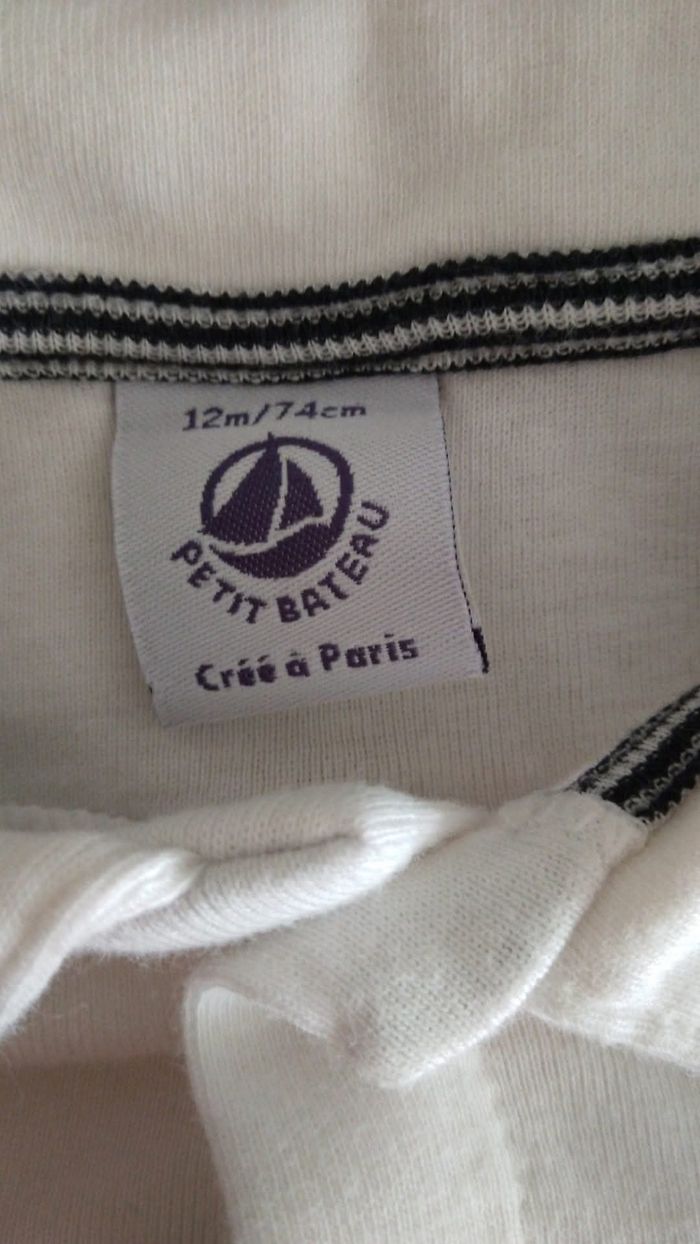 12m/74cm
PETIT BATEAU
Créé à Paris